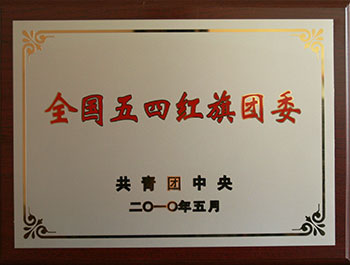 全国五四红旗团委
共青团中央
二〇一〇年五月